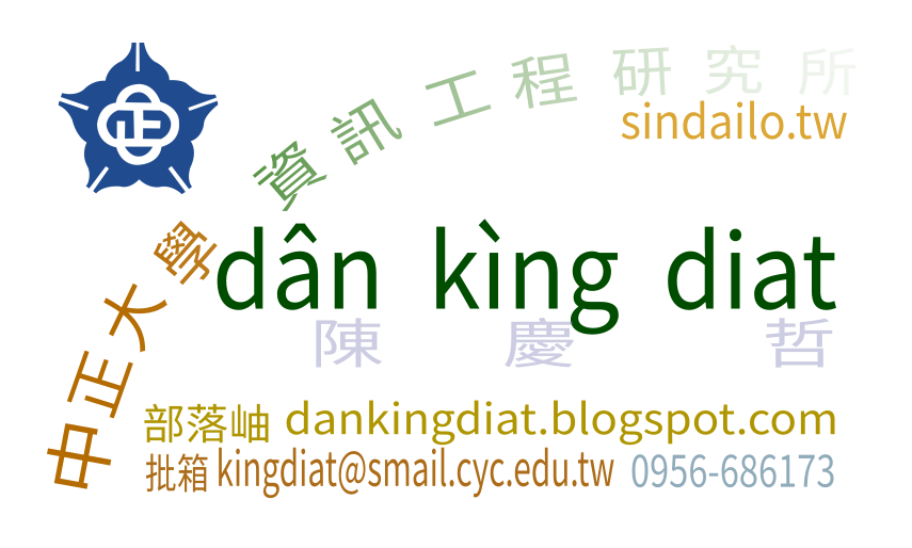 中正大學資訊工程研究所
sindailo.tw
dân kìng diat
陳慶哲
部落岫 dankingdiat.blogspot.com
批箱 kingdiat@smail.cyc.edu.tw 0956-686173